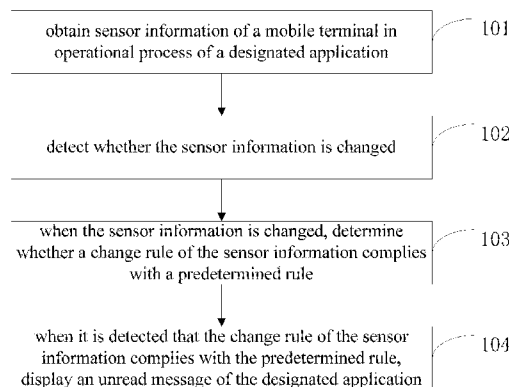 obtain sensor information of a mobile terminal in
operational process of a designated application
101
detect whether the sensor information is changed
102
when the sensor information is changed, determine
whether a change rule of the sensor information complies
with a predetermined rule
103
when it is detected that the change rule of the sensor
information complies with the predetermined rule,
display an unread message of the designated application
104